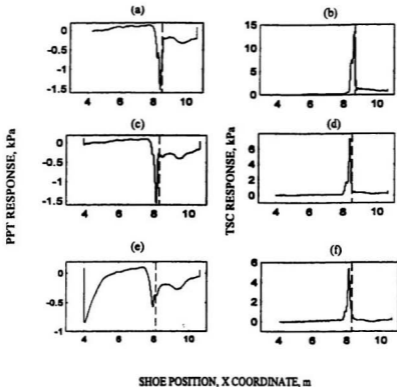 (a) (b)
0 15
-0.5 10
-1 5
-1.5 0
4 6 8 10 4 6 8 10
(c) (d)
0 6
-0.5 4
-1 2
-1.5 0
4 6 8 10 4 6 8 10
(e) (f)
0 6
-0.5 4
-1 2
0
4 6 8 10 4 6 8 10
PPT RESPONSE, kPa
TSC RESPONSE, kPa
SHOE POSITION, X COORDINATE, m